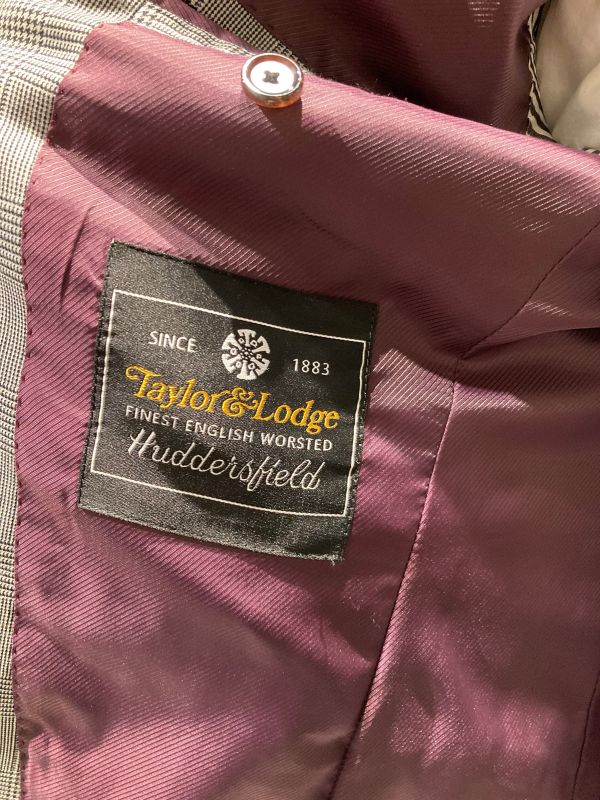 SINCE 1883
Taylor & Lodge
FINEST ENGLISH WORSTED
Huddersfield